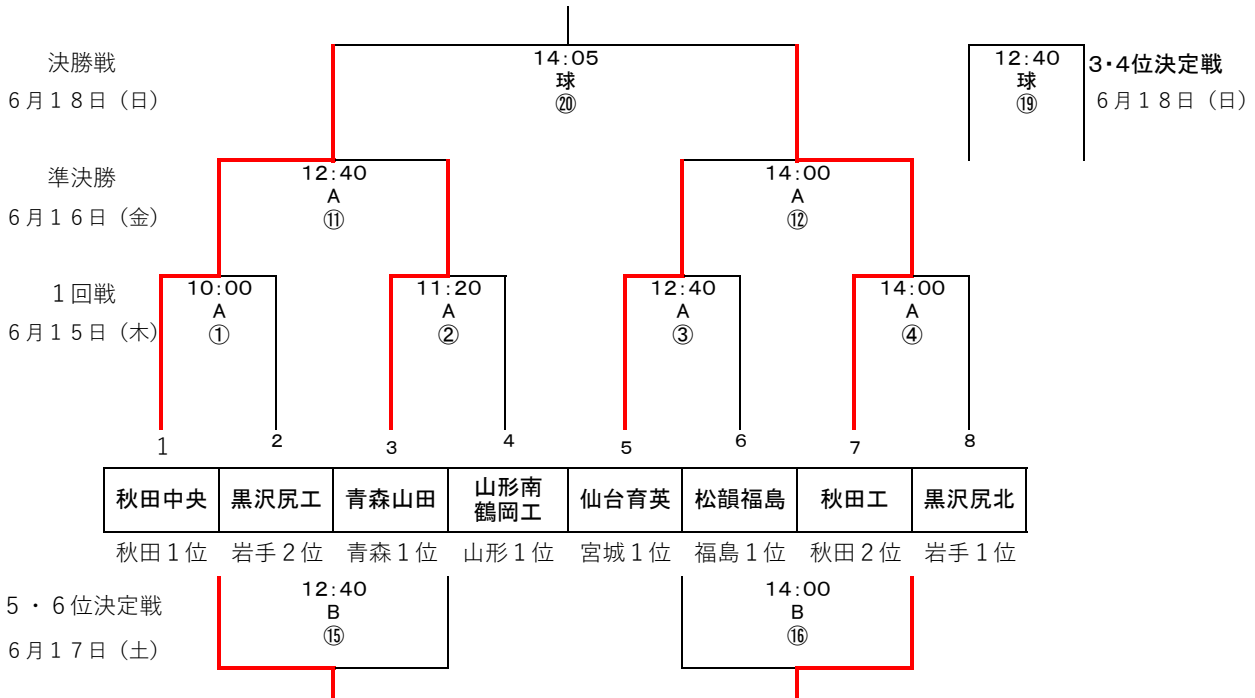 決勝戦
6月18日（日）
14:05
球
⑳
12:40
球
⑲
3・4位決定戦
6月18日（日）
準決勝
6月16日（金）
12:40
A
⑪
14:00
A
⑫
1回戦
6月15日（木）
10:00
A
①
11:20
A
②
12:40
A
③
14:00
A
④
1 2 3 4 5 6 7 8
秋田中央 黒沢尻工 青森山田 山形南 鶴岡工 仙台育英 松韻福島 秋田工 黒沢尻北
秋田1位 岩手2位 青森1位 山形1位 宮城1位 福島1位 秋田2位 岩手1位
5・6位決定戦
6月17日（土）
12:40
B
⑮
14:00
B
⑯